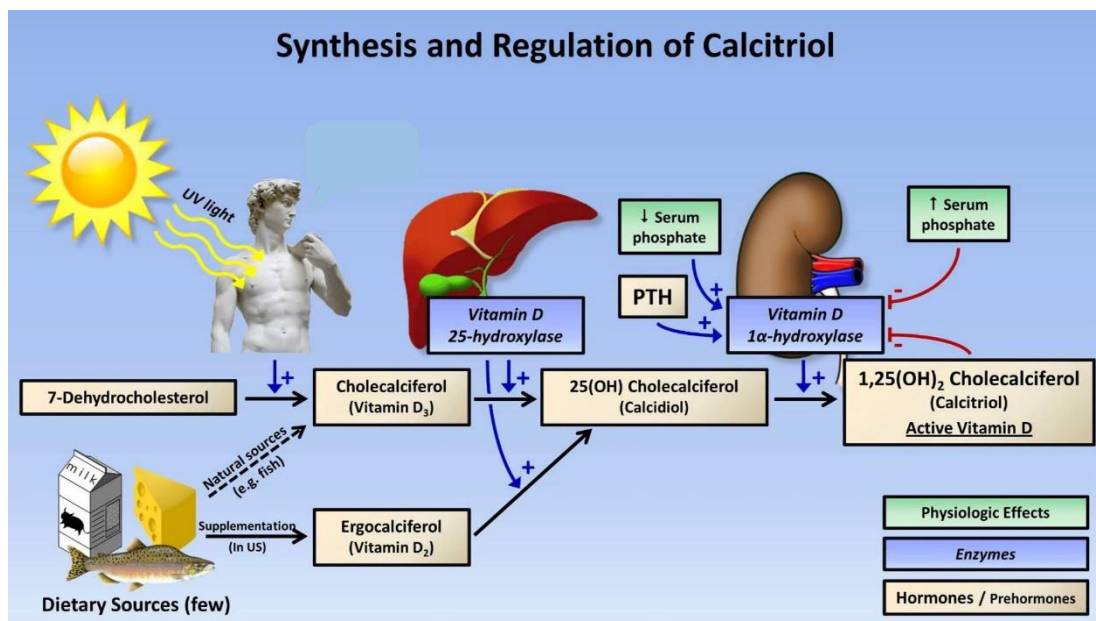 Synthesis and Regulation of Calcitriol
UV light
↓ Serum
phosphate
↑ Serum
phosphate
PTH
+
+
-
-
Vitamin D
25-hydroxylase
Vitamin D
1α-hydroxylase
+
+
+
7-Dehydrocholesterol
Cholecalciferol
(Vitamin D₃)
25(OH) Cholecalciferol
(Calcidiol)
1,25(OH)₂ Cholecalciferol
(Calcitriol)
Active Vitamin D
milk
Natural sources
(e.g. fish)
+
Supplementation
(In US)
Ergocalciferol
(Vitamin D₂)
Dietary Sources (few)
Physiologic Effects
Enzymes
Hormones / Prehormones